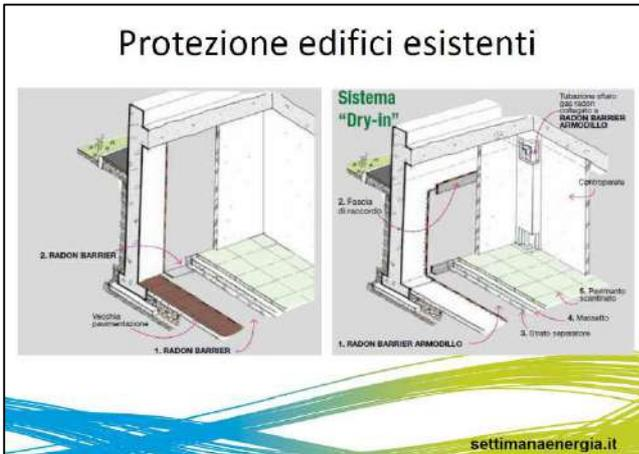 Protezione edifici esistenti
2. RADON BARRIER
Vecchia
pavimentazione
1. RADON BARRIER
Sistema
"Dry-in"
Tubazione sfiato
gas radon
collegato a
RADON BARRIER
ARMODILLO
2. Fascia
di raccordo
Controparete
5. Pavimento
scantinato
4. Massetto
3. Strato separatore
1. RADON BARRIER ARMODILLO
settimanaenergia.it